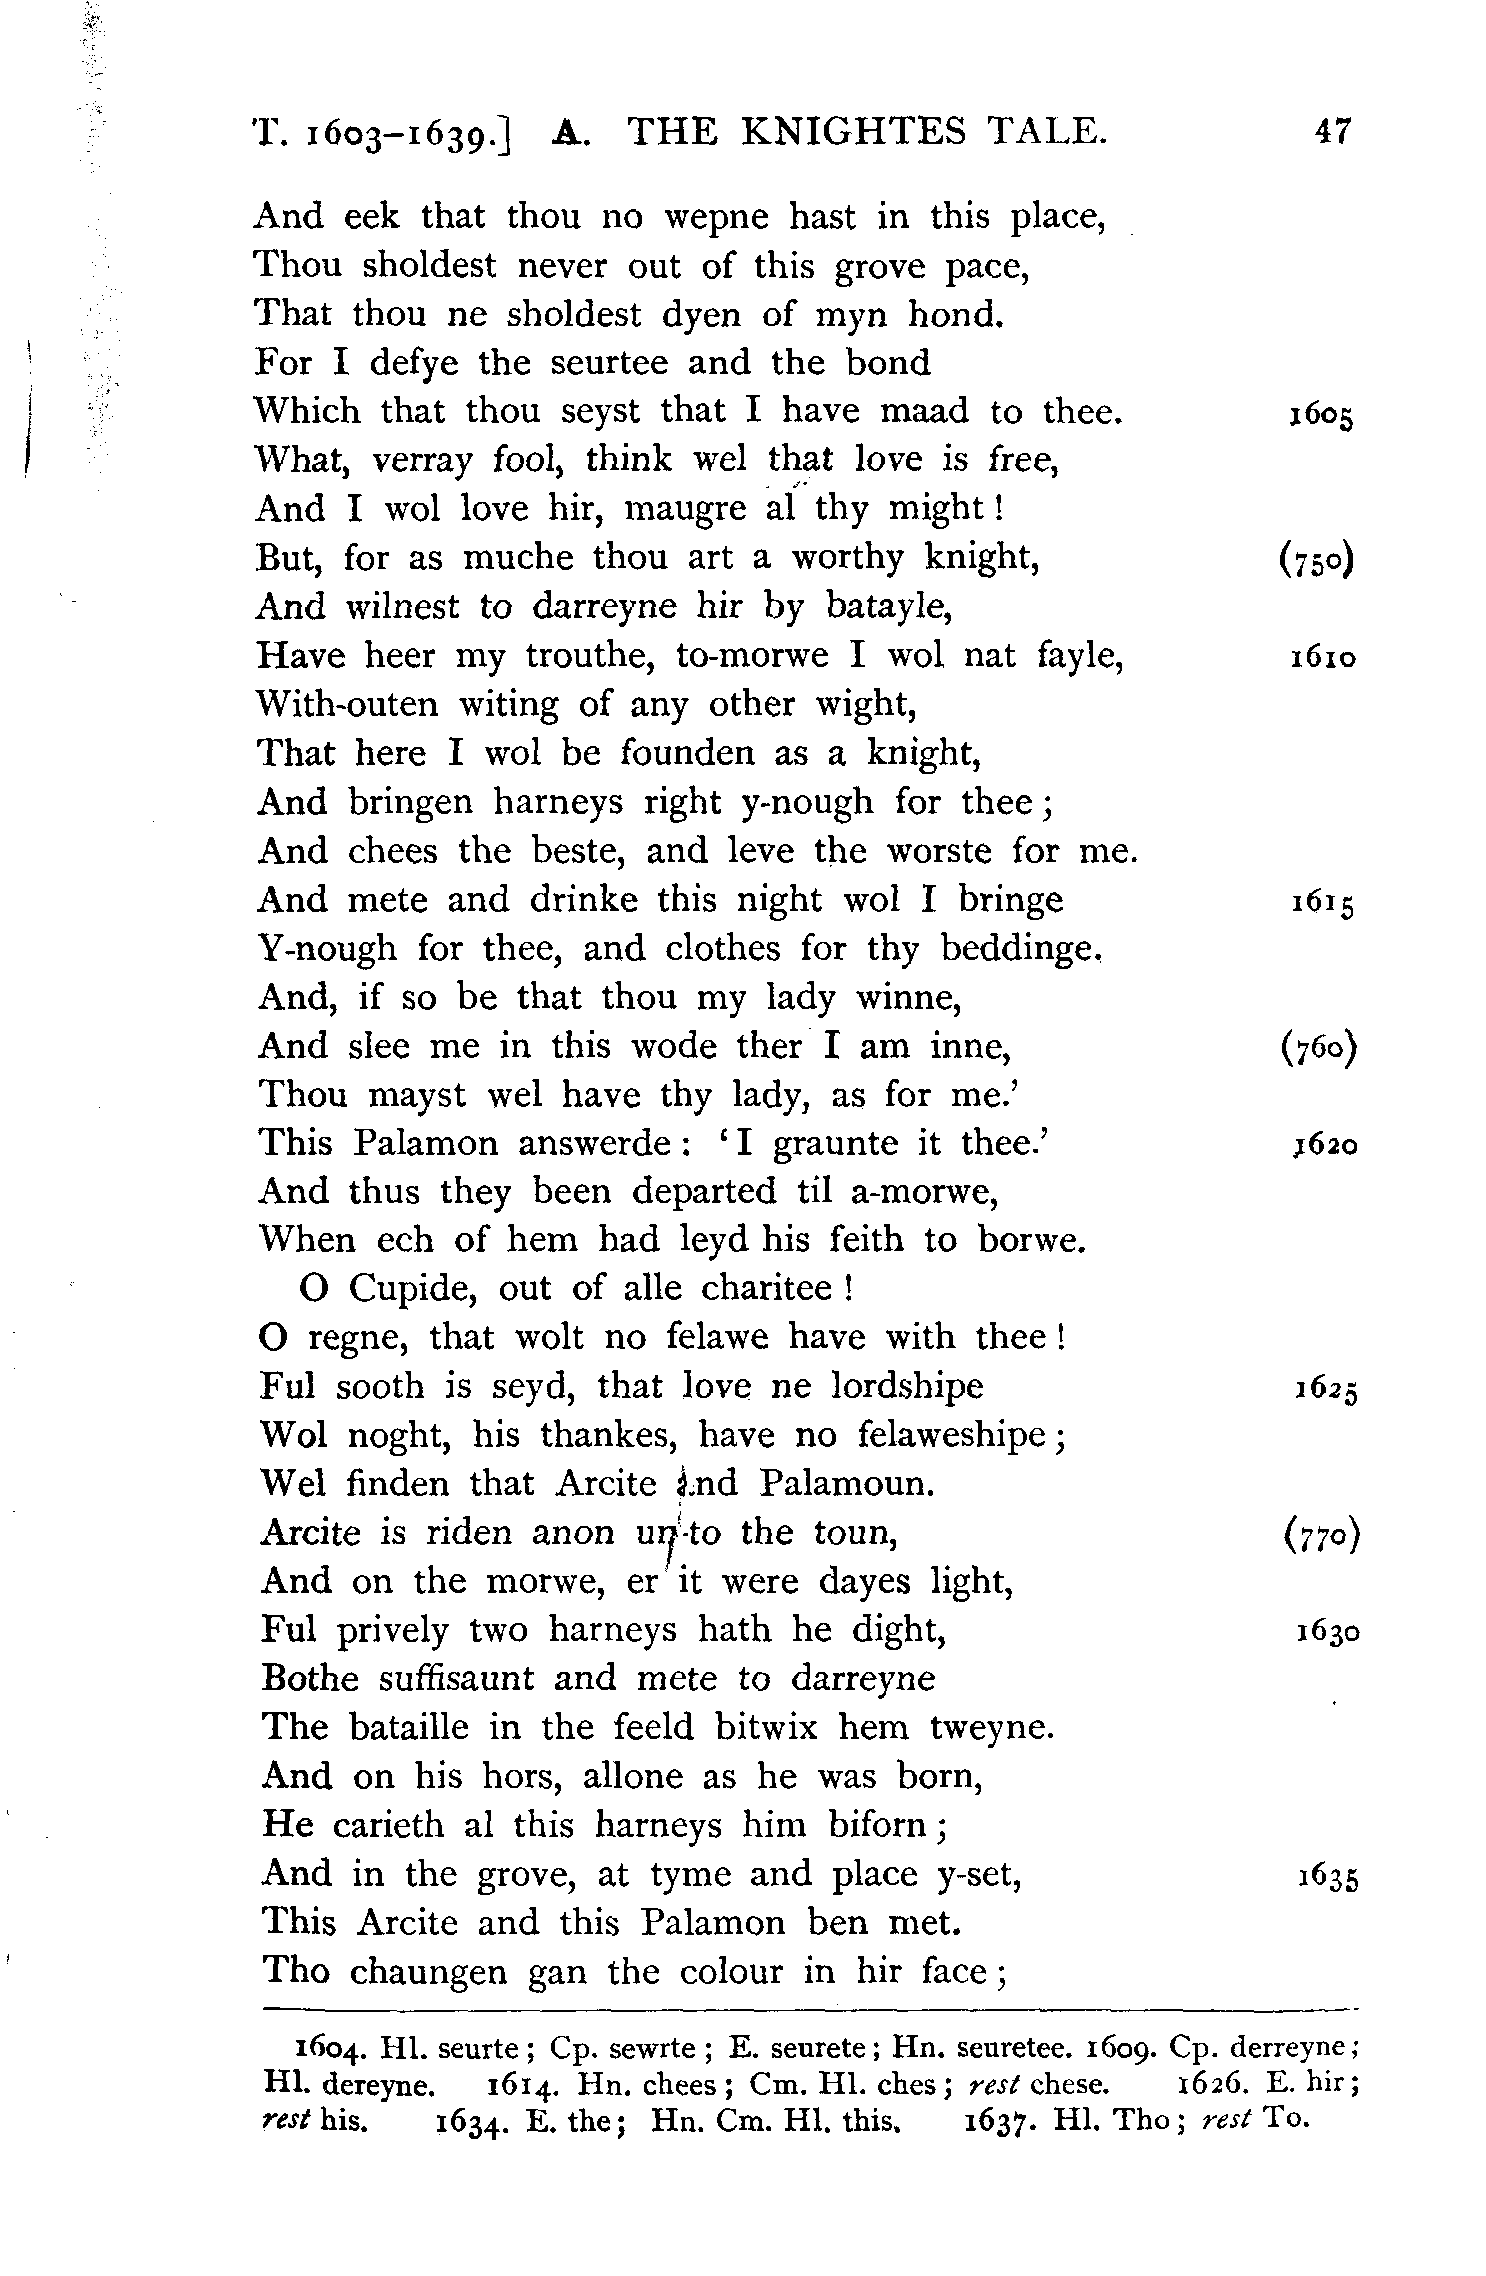 T. 1603–1639.] A. THE KNIGHTES TALE. 47
And eek that thou no wepne hast in this place,
Thou sholdest never out of this grove pace,
That thou ne sholdest dyen of myn hond.
For I defye the seurtee and the bond
Which that thou seyst that I have maad to thee. 1605
What, verray fool, think wel that love is free,
And I wol love hir, maugre al thy might!
But, for as muche thou art a worthy knight, (750)
And wilnest to darreyne hir by batayle,
Have heer my trouthe, to-morwe I wol nat fayle, 1610
With-outen witing of any other wight,
That here I wol be founden as a knight,
And bringen harneys right y-nough for thee;
And chees the beste, and leve the worste for me.
And mete and drinke this night wol I bringe 1615
Y-nough for thee, and clothes for thy beddinge.
And, if so be that thou my lady winne,
And slee me in this wode ther I am inne, (760)
Thou mayst wel have thy lady, as for me.’
This Palamon answerde: ‘I graunte it thee.’ 1620
And thus they been departed til a-morwe,
When ech of hem had leyd his feith to borwe.
O Cupide, out of alle charitee!
O regne, that wolt no felawe have with thee!
Ful sooth is seyd, that love ne lordshipe 1625
Wol noght, his thankes, have no felaweshipe;
Wel finden that Arcite and Palamoun.
Arcite is riden anon un-to the toun, (770)
And on the morwe, er it were dayes light,
Ful prively two harneys hath he dight, 1630
Bothe suffisaunt and mete to darreyne
The bataille in the feeld bitwix hem tweyne.
And on his hors, allone as he was born,
He carieth al this harneys him biforn;
And in the grove, at tyme and place y-set, 1635
This Arcite and this Palamon ben met.
Tho chaungen gan the colour in hir face;
1604. Hl. seurte; Cp. sewrte; E. seurete; Hn. seuretee. 1609. Cp. derreyne;
Hl. dereyne. 1614. Hn. chees; Cm. Hl. ches; rest chese. 1626. E. hir;
rest his. 1634. E. the; Hn. Cm. Hl. this. 1637. Hl. Tho; rest To.